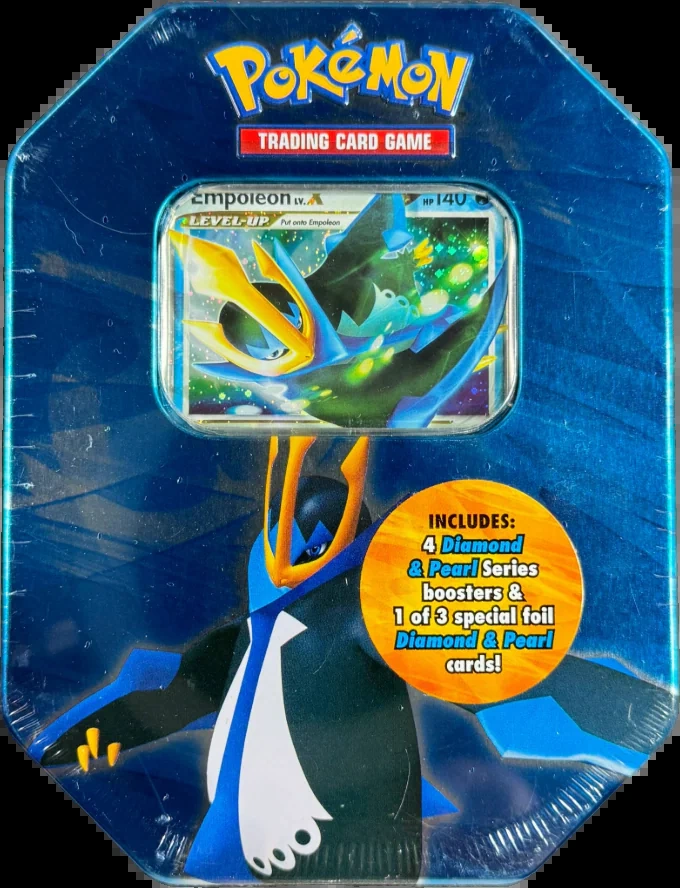 POKéMON
TRADING CARD GAME
Empoleon LV.X HP 140
LEVEL-UP Put onto Empoleon
INCLUDES:
4 Diamond
& Pearl Series
boosters &
1 of 3 special foil
Diamond & Pearl
cards!